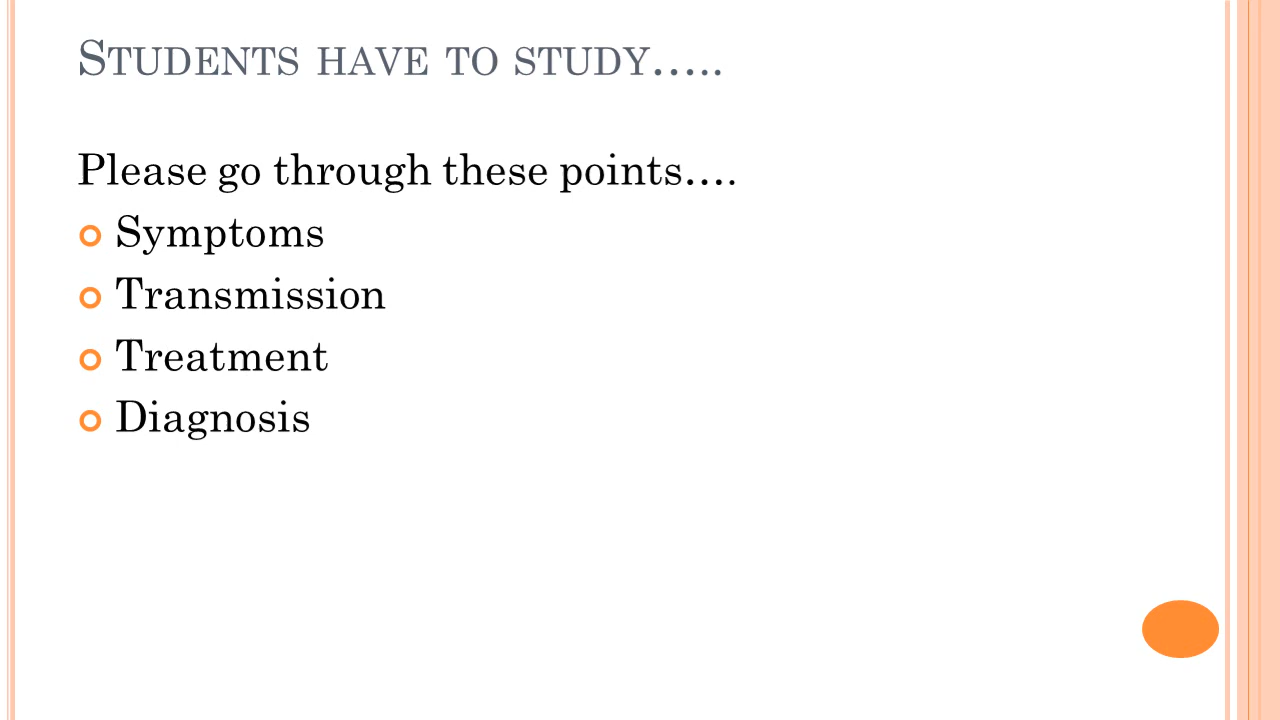 Students have to study…..
Please go through these points….
Symptoms
Transmission
Treatment
Diagnosis